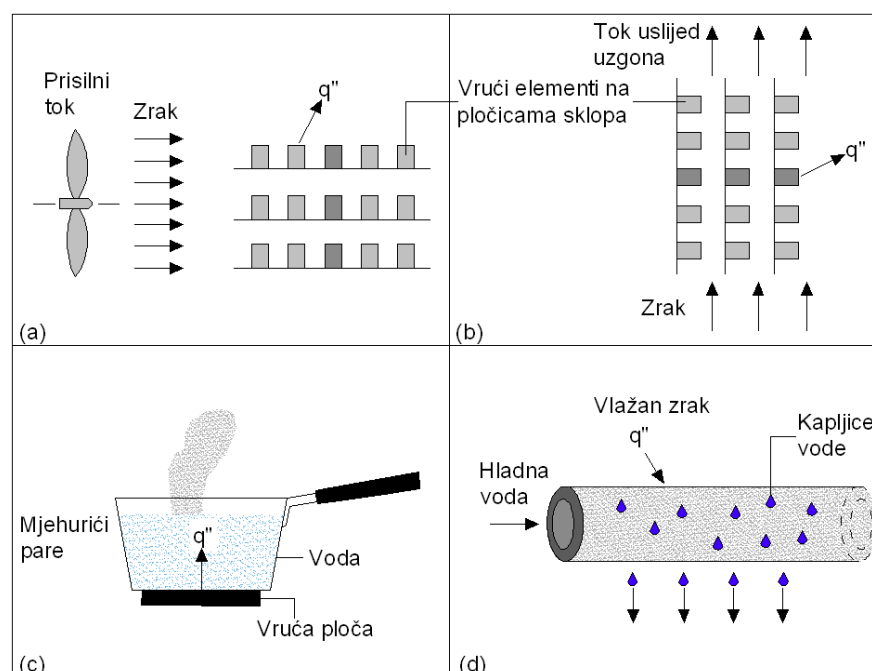 Prisilni
tok
Zrak
q"
(a)
Tok uslijed
uzgona
Vrući elementi na
pločicama sklopa
q"
Zrak
(b)
Mjehurići
pare
q"
Voda
Vruća ploča
(c)
Vlažan zrak
q"
Kapljice
vode
Hladna
voda
(d)